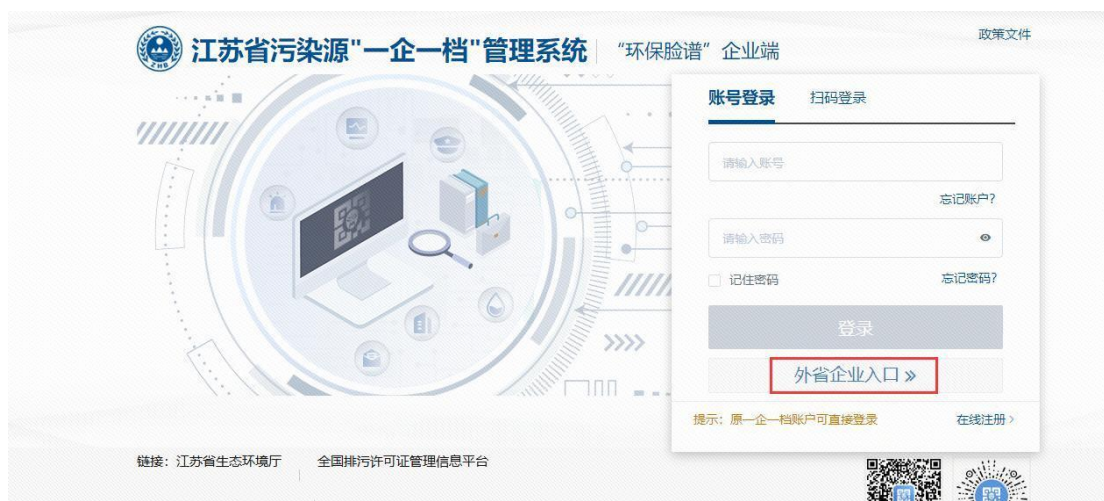 江苏省污染源"一企一档"管理系统 “环保脸谱”企业端
政策文件
账号登录 扫码登录
请输入账号
忘记账户?
请输入密码
记住密码 忘记密码?
登录
外省企业入口 »
提示：原一企一档账户可直接登录 在线注册 >
链接：江苏省生态环境厅 全国排污许可证管理信息平台
ZHB